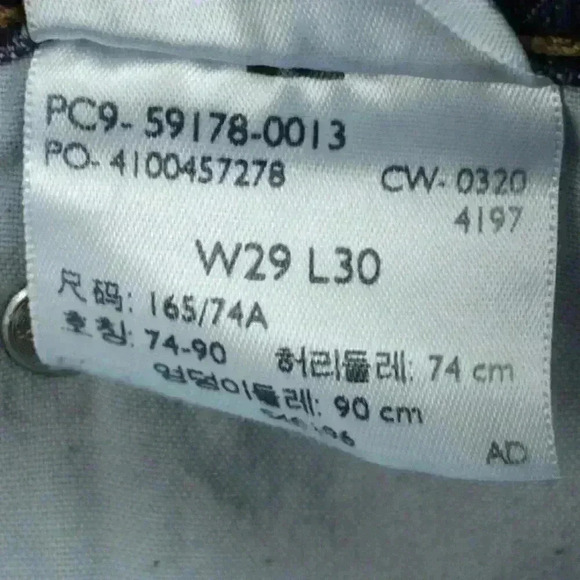 PC9-59178-0013
PO-4100457278 CW-0320
4197
W29 L30
尺码: 165/74A
호칭: 74-90 허리둘레: 74 cm
엉덩이둘레: 90 cm
AD